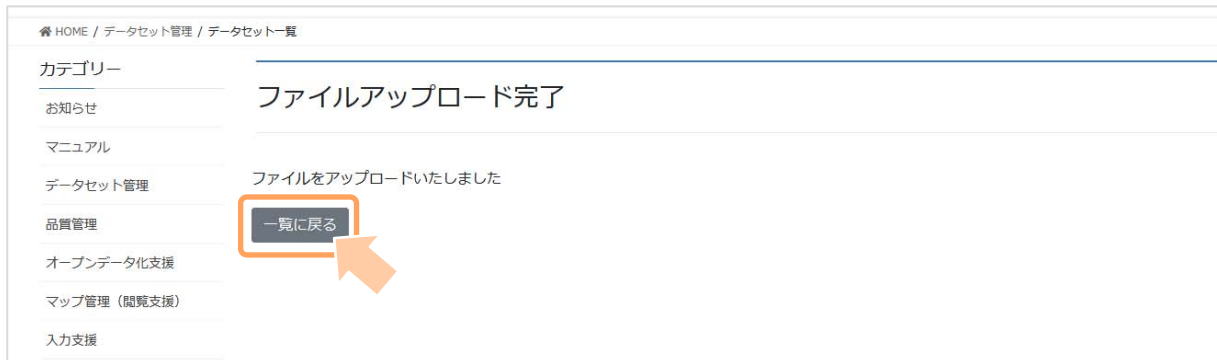 HOME / データセット管理 / データセット一覧
カテゴリー
お知らせ
マニュアル
データセット管理
品質管理
オープンデータ化支援
マップ管理（閲覧支援）
入力支援
ファイルアップロード完了
ファイルをアップロードいたしました
一覧に戻る